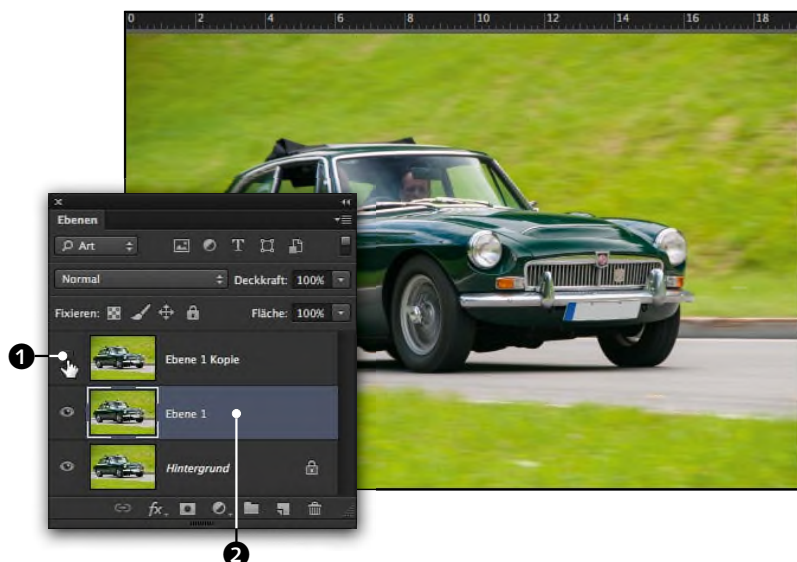 0 2 4 6 8 10 12 14 16 18
Ebenen
Art
Normal Deckkraft: 100%
Fixieren: Fläche: 100%
1
Ebene 1 Kopie
Ebene 1
Hintergrund
fx
2